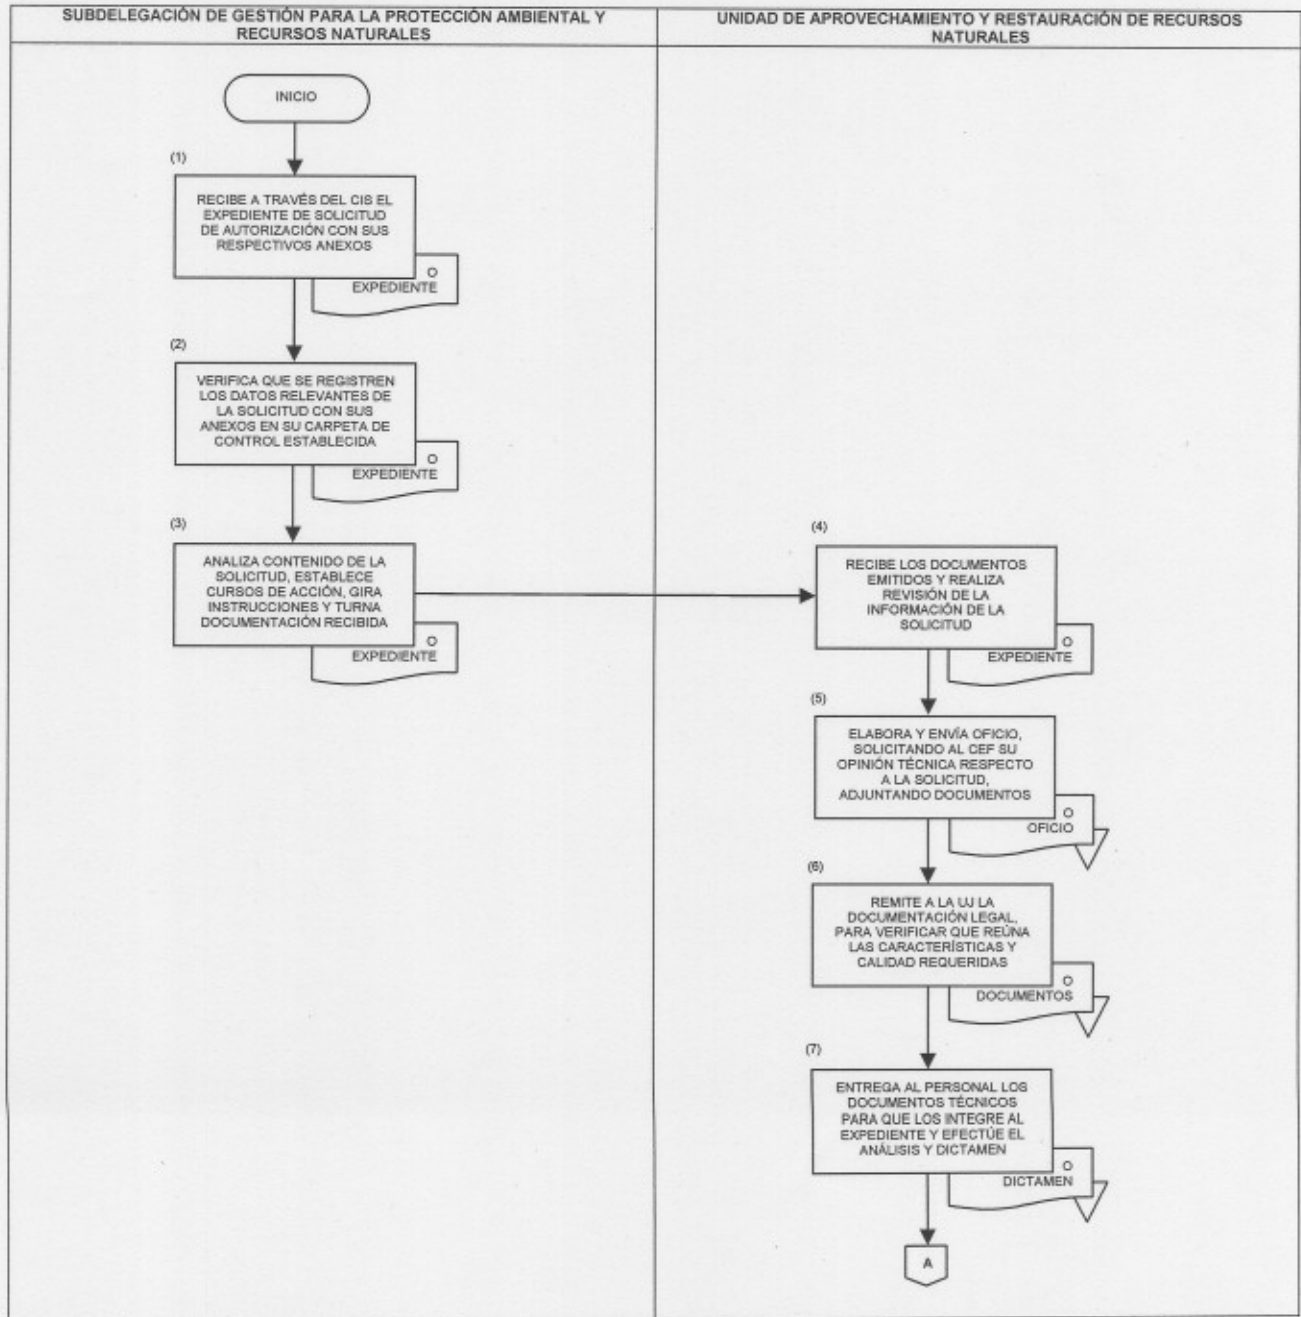 SUBDELEGACIÓN DE GESTIÓN PARA LA PROTECCIÓN AMBIENTAL Y
RECURSOS NATURALES
UNIDAD DE APROVECHAMIENTO Y RESTAURACIÓN DE RECURSOS
NATURALES
INICIO
(1)
RECIBE A TRAVÉS DEL CIS EL
EXPEDIENTE DE SOLICITUD
DE AUTORIZACIÓN CON SUS
RESPECTIVOS ANEXOS
O
EXPEDIENTE
(2)
VERIFICA QUE SE REGISTREN
LOS DATOS RELEVANTES DE
LA SOLICITUD CON SUS
ANEXOS EN SU CARPETA DE
CONTROL ESTABLECIDA
O
EXPEDIENTE
(3)
ANALIZA CONTENIDO DE LA
SOLICITUD, ESTABLECE
CURSOS DE ACCIÓN, GIRA
INSTRUCCIONES Y TURNA
DOCUMENTACIÓN RECIBIDA
O
EXPEDIENTE
(4)
RECIBE LOS DOCUMENTOS
EMITIDOS Y REALIZA
REVISIÓN DE LA
INFORMACIÓN DE LA
SOLICITUD
O
EXPEDIENTE
(5)
ELABORA Y ENVÍA OFICIO,
SOLICITANDO AL CEF SU
OPINIÓN TÉCNICA RESPECTO
A LA SOLICITUD,
ADJUNTANDO DOCUMENTOS
O
OFICIO
(6)
REMITE A LA UJ LA
DOCUMENTACIÓN LEGAL,
PARA VERIFICAR QUE REÚNA
LAS CARACTERÍSTICAS Y
CALIDAD REQUERIDAS
O
DOCUMENTOS
(7)
ENTREGA AL PERSONAL LOS
DOCUMENTOS TÉCNICOS
PARA QUE LOS INTEGRE AL
EXPEDIENTE Y EFECTÚE EL
ANÁLISIS Y DICTAMEN
O
DICTAMEN
A